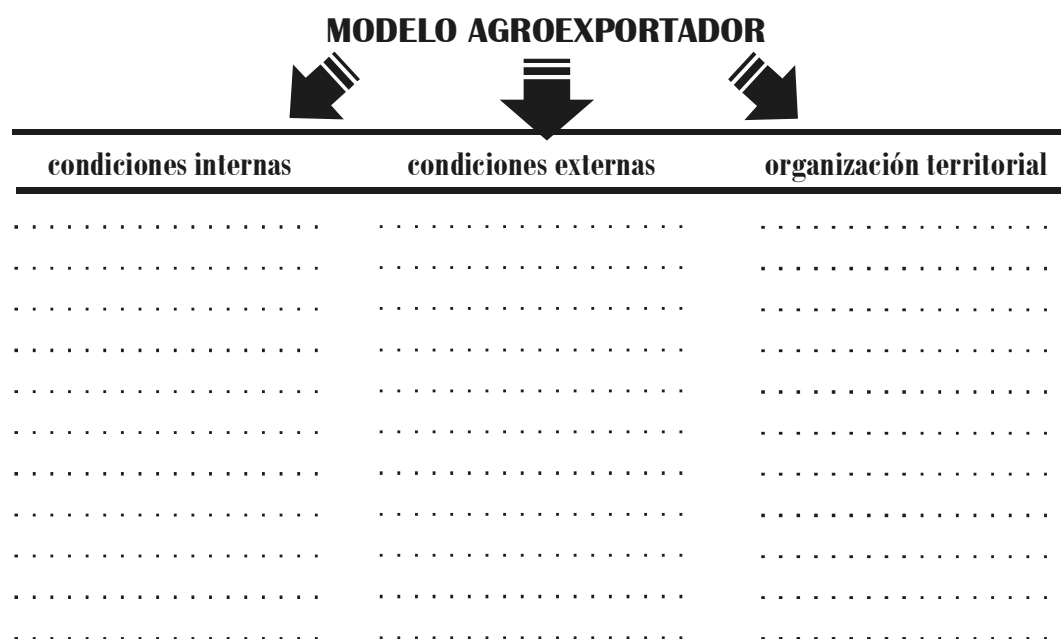 MODELO AGROEXPORTADOR
condiciones internas condiciones externas organización territorial